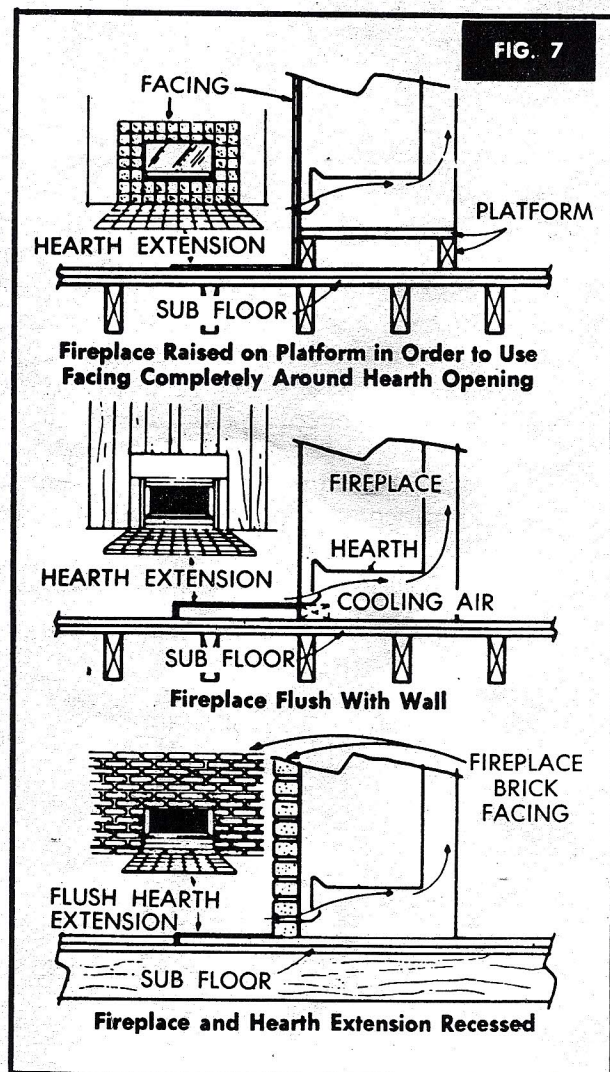 FIG. 7
FACING
PLATFORM
HEARTH EXTENSION
SUB FLOOR
Fireplace Raised on Platform in Order to Use
Facing Completely Around Hearth Opening
FIREPLACE
HEARTH
HEARTH EXTENSION
COOLING AIR
SUB FLOOR
Fireplace Flush With Wall
FIREPLACE
BRICK
FACING
FLUSH HEARTH
EXTENSION
SUB FLOOR
Fireplace and Hearth Extension Recessed